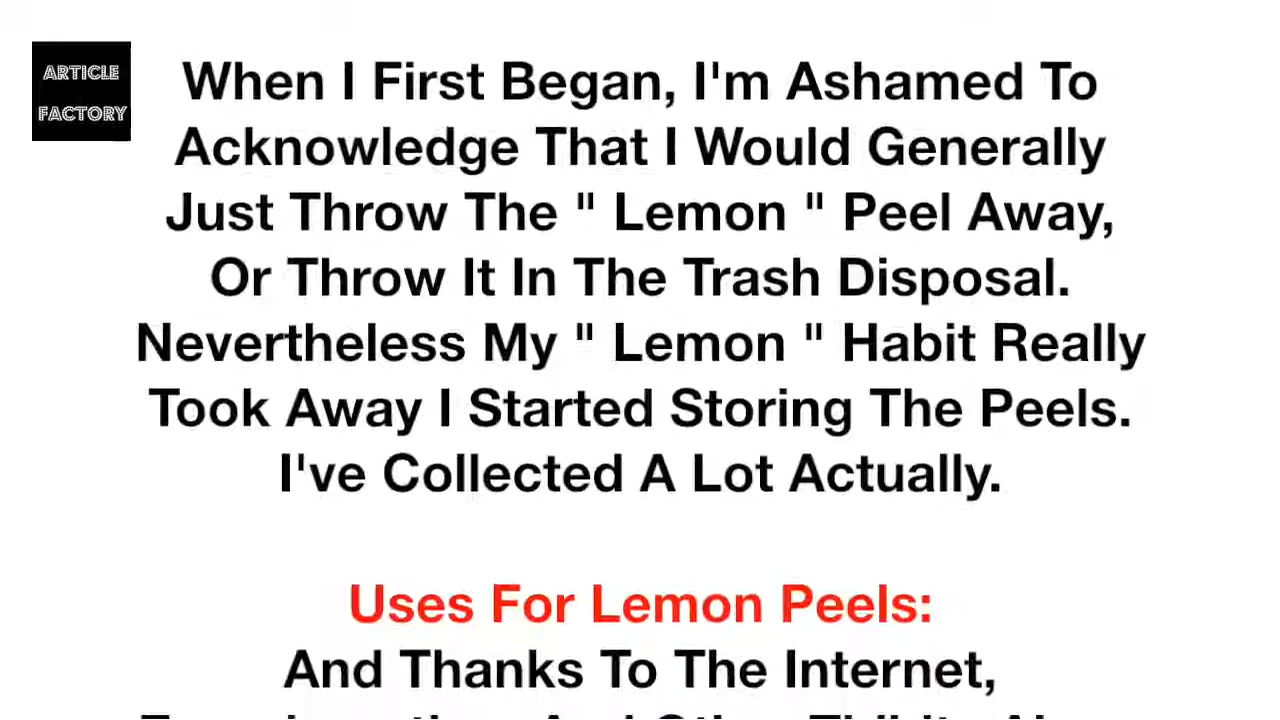 ARTICLE
FACTORY
When I First Began, I'm Ashamed To
Acknowledge That I Would Generally
Just Throw The " Lemon " Peel Away,
Or Throw It In The Trash Disposal.
Nevertheless My " Lemon " Habit Really
Took Away I Started Storing The Peels.
I've Collected A Lot Actually.
Uses For Lemon Peels:
And Thanks To The Internet,